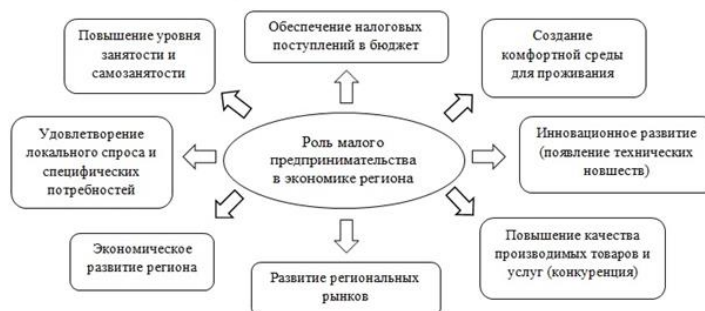 Повышение уровня
занятости и
самозанятости
Обеспечение налоговых
поступлений в бюджет
Создание
комфортной среды
для проживания
Удовлетворение
локального спроса и
специфических
потребностей
Роль малого
предпринимательства
в экономике региона
Инновационное развитие
(появление технических
новшеств)
Экономическое
развитие региона
Развитие региональных
рынков
Повышение качества
производимых товаров и
услуг (конкуренция)